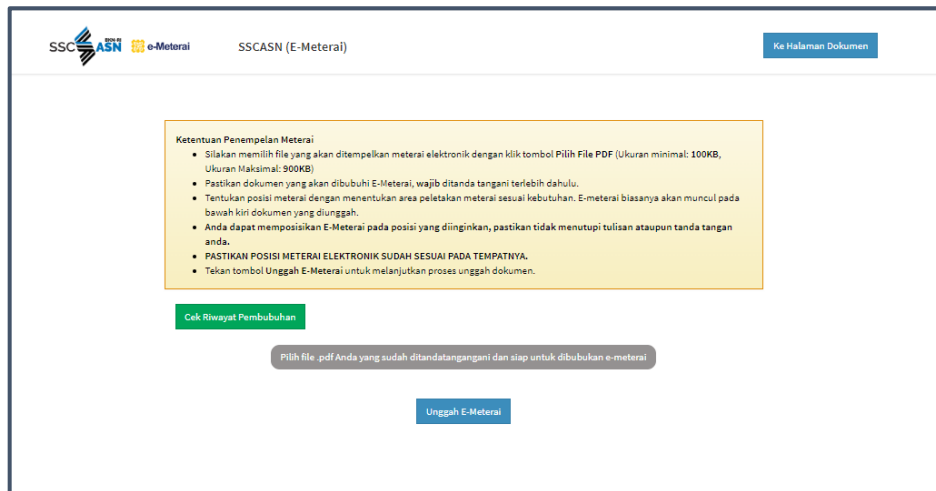 SSCASN e-Meterai SSCASN (E-Meterai) Ke Halaman Dokumen
Ketentuan Penempelan Meterai
• Silakan memilih file yang akan ditempelkan meterai elektronik dengan klik tombol Pilih File PDF (Ukuran minimal: 100KB,
Ukuran Maksimal: 900KB)
• Pastikan dokumen yang akan dibubuhi E-Meterai, wajib ditanda tangani terlebih dahulu.
• Tentukan posisi meterai dengan menentukan area peletakan meterai sesuai kebutuhan. E-meterai biasanya akan muncul pada
bawah kiri dokumen yang diunggah.
• Anda dapat memposisikan E-Meterai pada posisi yang diinginkan, pastikan tidak menutupi tulisan ataupun tanda tangan
anda.
• PASTIKAN POSISI METERAI ELEKTRONIK SUDAH SESUAI PADA TEMPATNYA.
• Tekan tombol Unggah E-Meterai untuk melanjutkan proses unggah dokumen.
Cek Riwayat Pembubuhan
Pilih file .pdf Anda yang sudah ditandatangangani dan siap untuk dibubukan e-meterai
Unggah E-Meterai